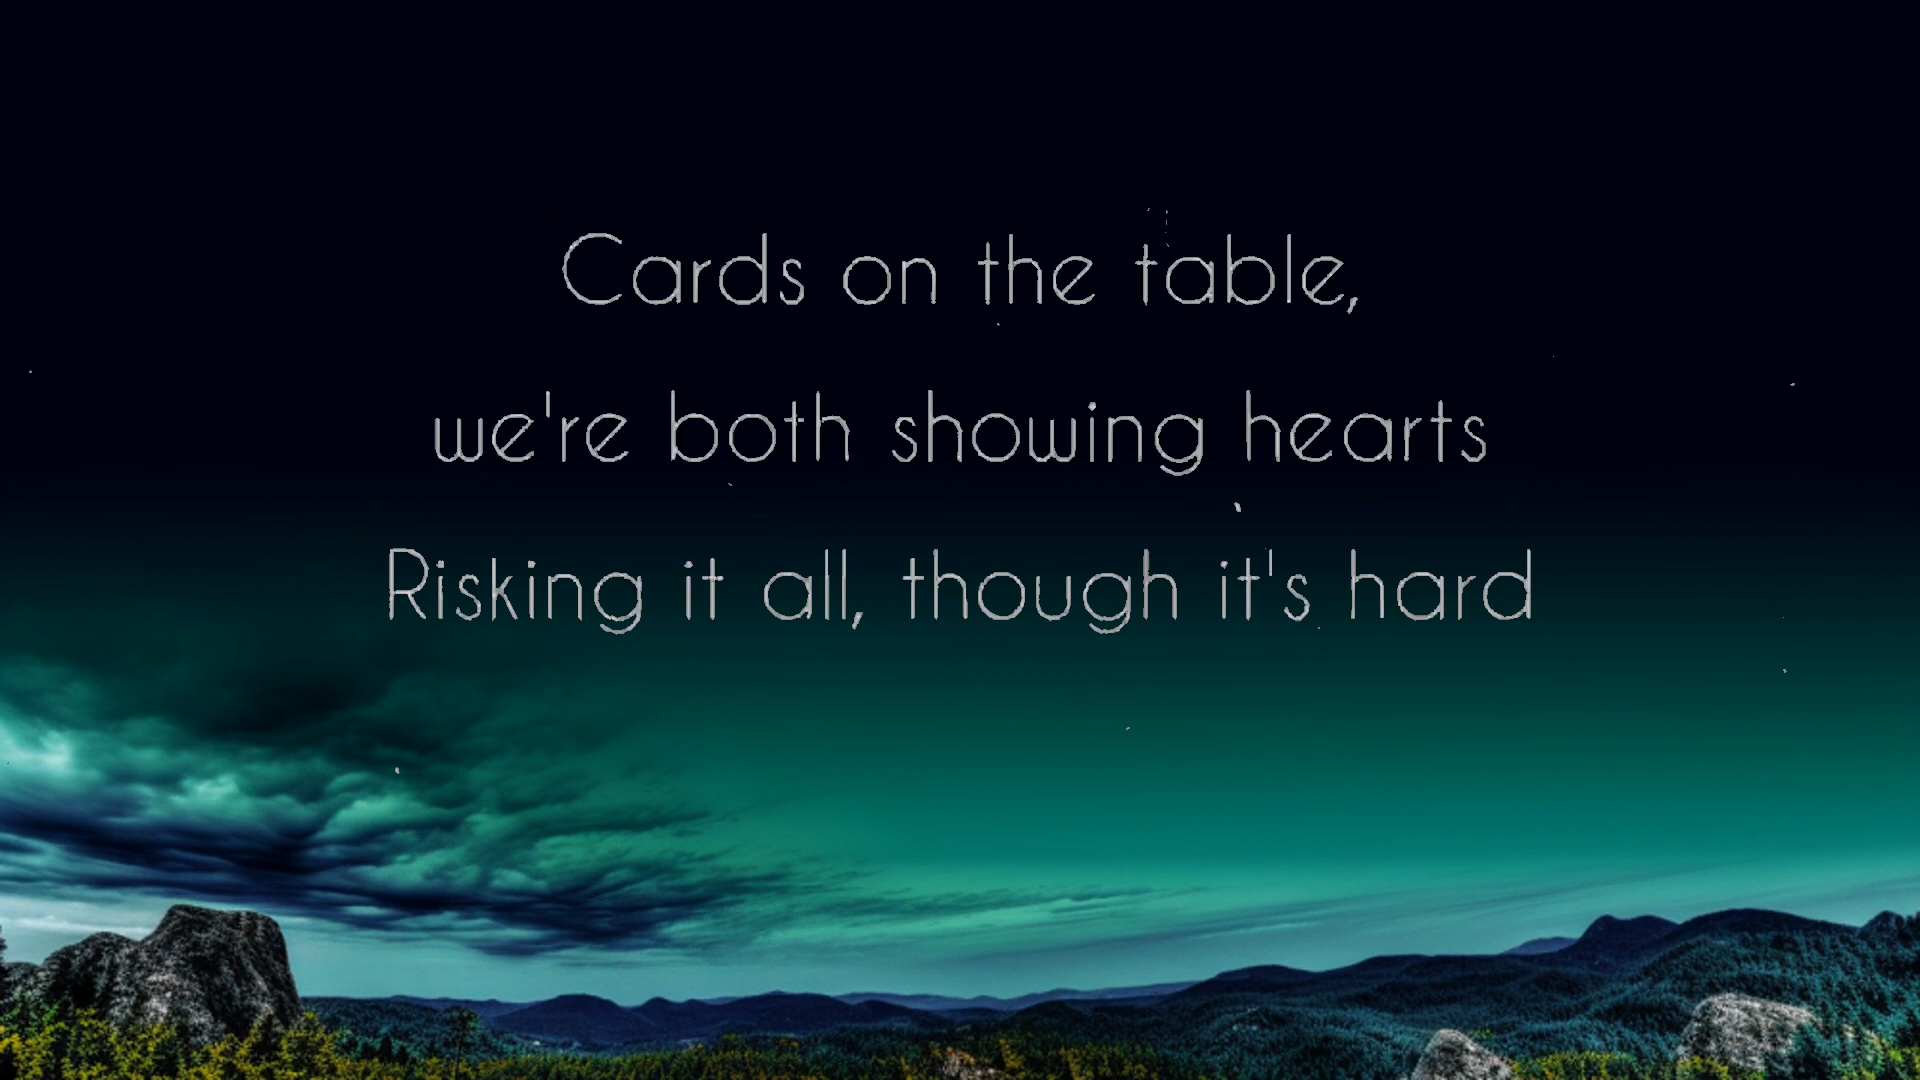 Cards on the table,
we're both showing hearts
Risking it all, though it's hard